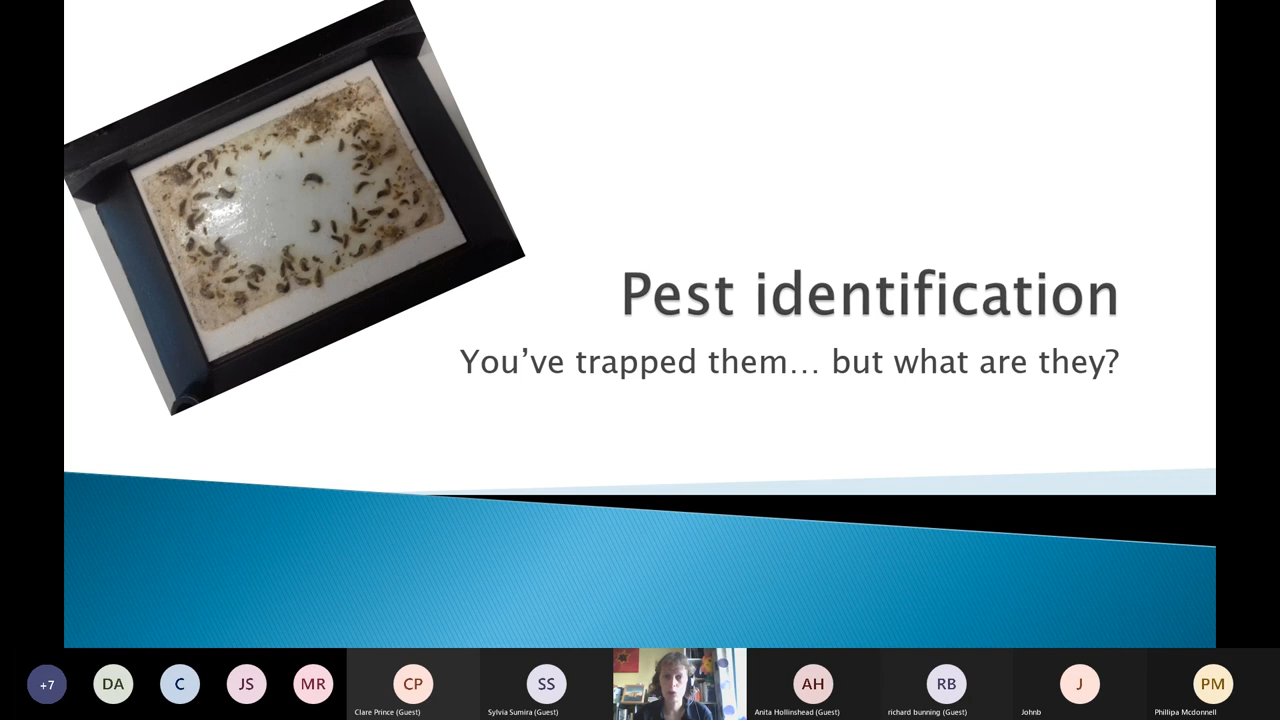 Pest identification
You’ve trapped them... but what are they?
+7
DA
C
JS
MR
CP
Clare Prince (Guest)
SS
Sylvia Sumira (Guest)
AH
Anita Hollinshead (Guest)
RB
richard bunning (Guest)
J
Johnb
PM
Phillipa Mcdonnell